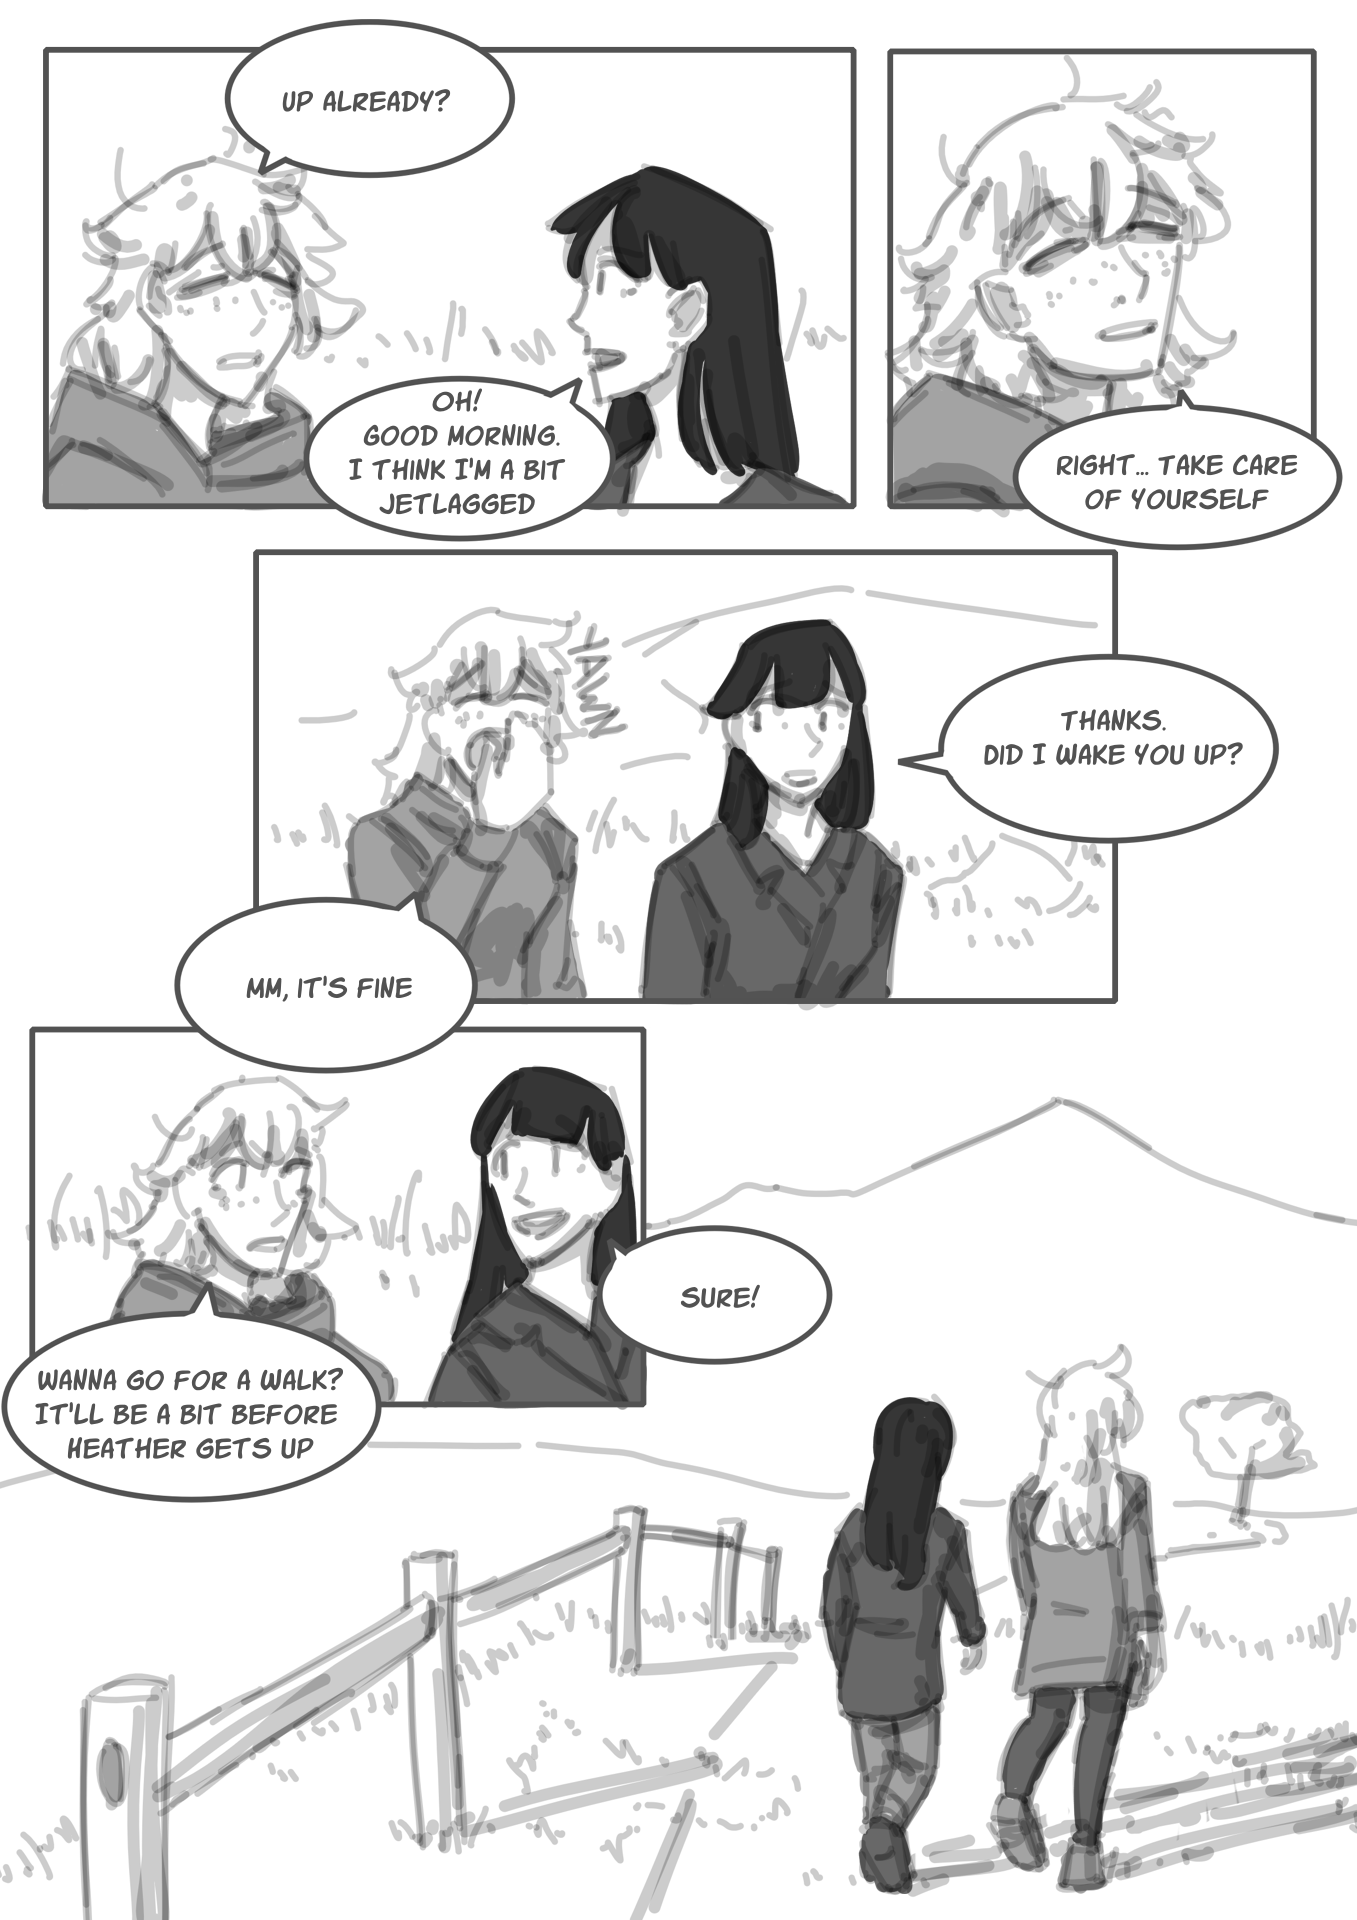 UP ALREADY?
OH!
GOOD MORNING.
I THINK I'M A BIT
JETLAGGED
RIGHT... TAKE CARE
OF YOURSELF
YAWN
THANKS.
DID I WAKE YOU UP?
MM, IT'S FINE
WANNA GO FOR A WALK?
IT'LL BE A BIT BEFORE
HEATHER GETS UP
SURE!